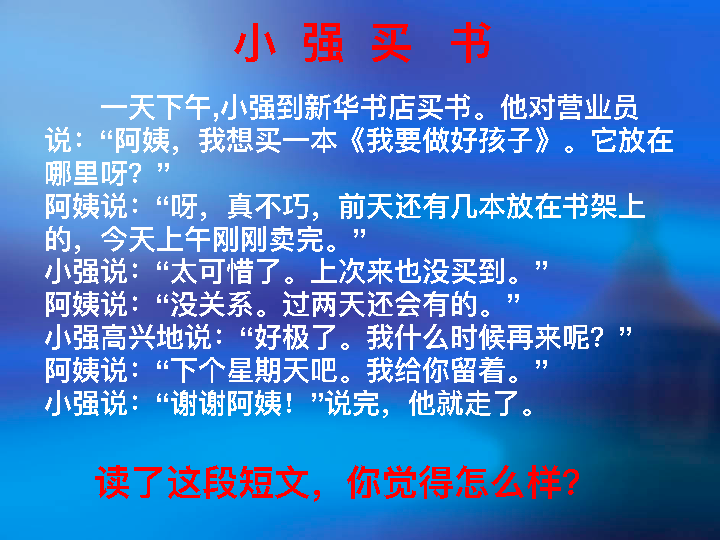 小 强 买 书
一天下午,小强到新华书店买书。他对营业员
说：“阿姨，我想买一本《我要做好孩子》。它放在
哪里呀？”
阿姨说：“呀，真不巧，前天还有几本放在书架上
的，今天上午刚刚卖完。”
小强说：“太可惜了。上次来也没买到。”
阿姨说：“没关系。过两天还会有的。”
小强高兴地说：“好极了。我什么时候再来呢？”
阿姨说：“下个星期天吧。我给你留着。”
小强说：“谢谢阿姨！”说完，他就走了。
读了这段短文，你觉得怎么样？